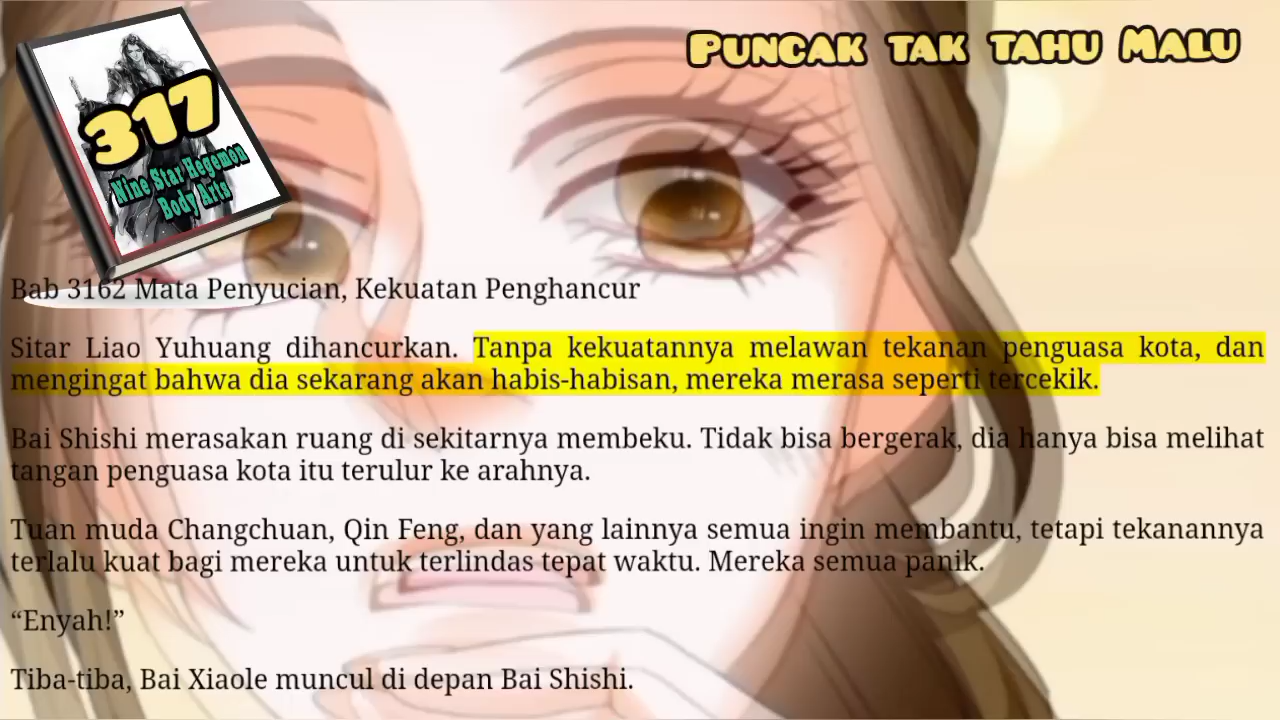 Puncak tak tahu Malu
317
Nine Star Hegemon
Body Arts
Bab 3162 Mata Penyucian, Kekuatan Penghancur
Sitar Liao Yuhuang dihancurkan. Tanpa kekuatannya melawan tekanan penguasa kota, dan
mengingat bahwa dia sekarang akan habis-habisan, mereka merasa seperti tercekik.
Bai Shishi merasakan ruang di sekitarnya membeku. Tidak bisa bergerak, dia hanya bisa melihat
tangan penguasa kota itu terulur ke arahnya.
Tuan muda Changchuan, Qin Feng, dan yang lainnya semua ingin membantu, tetapi tekanannya
terlalu kuat bagi mereka untuk terlindas tepat waktu. Mereka semua panik.
“Enyah!”
Tiba-tiba, Bai Xiaole muncul di depan Bai Shishi.